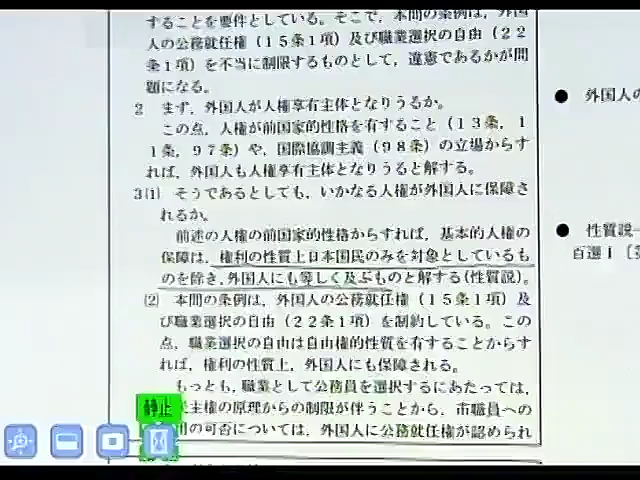 することを要件としている。そこで，本問の条例は，外国
人の公務就任権（１５条１項）及び職業選択の自由（２２
条１項）を不当に制限するものとして，違憲であるかが問
題になる。
２ まず，外国人が人権享有主体となりうるか。
この点，人権が前国家的性格を有すること（１３条，１
１条，９７条）や，国際協調主義（９８条）の立場からす
れば，外国人も人権享有主体となりうると解する。
３⑴ そうであるとしても，いかなる人権が外国人に保障さ
れるか。
前述の人権の前国家的性格からすれば，基本的人権の
保障は，権利の性質上日本国民のみを対象としているも
のを除き，外国人にも等しく及ぶものと解する（性質説）。
⑵ 本問の条例は，外国人の公務就任権（１５条１項）及
び職業選択の自由（２２条１項）を制約している。この
点，職業選択の自由は自由権的性質を有することからす
れば，権利の性質上，外国人にも保障される。
もっとも，職業として公務員を選択するにあたっては，
主権の原理からの制限が伴うことから，市職員への
用の可否については，外国人に公務就任権が認められ
● 外国人の
● 性質説―
百選Ⅰ
静止